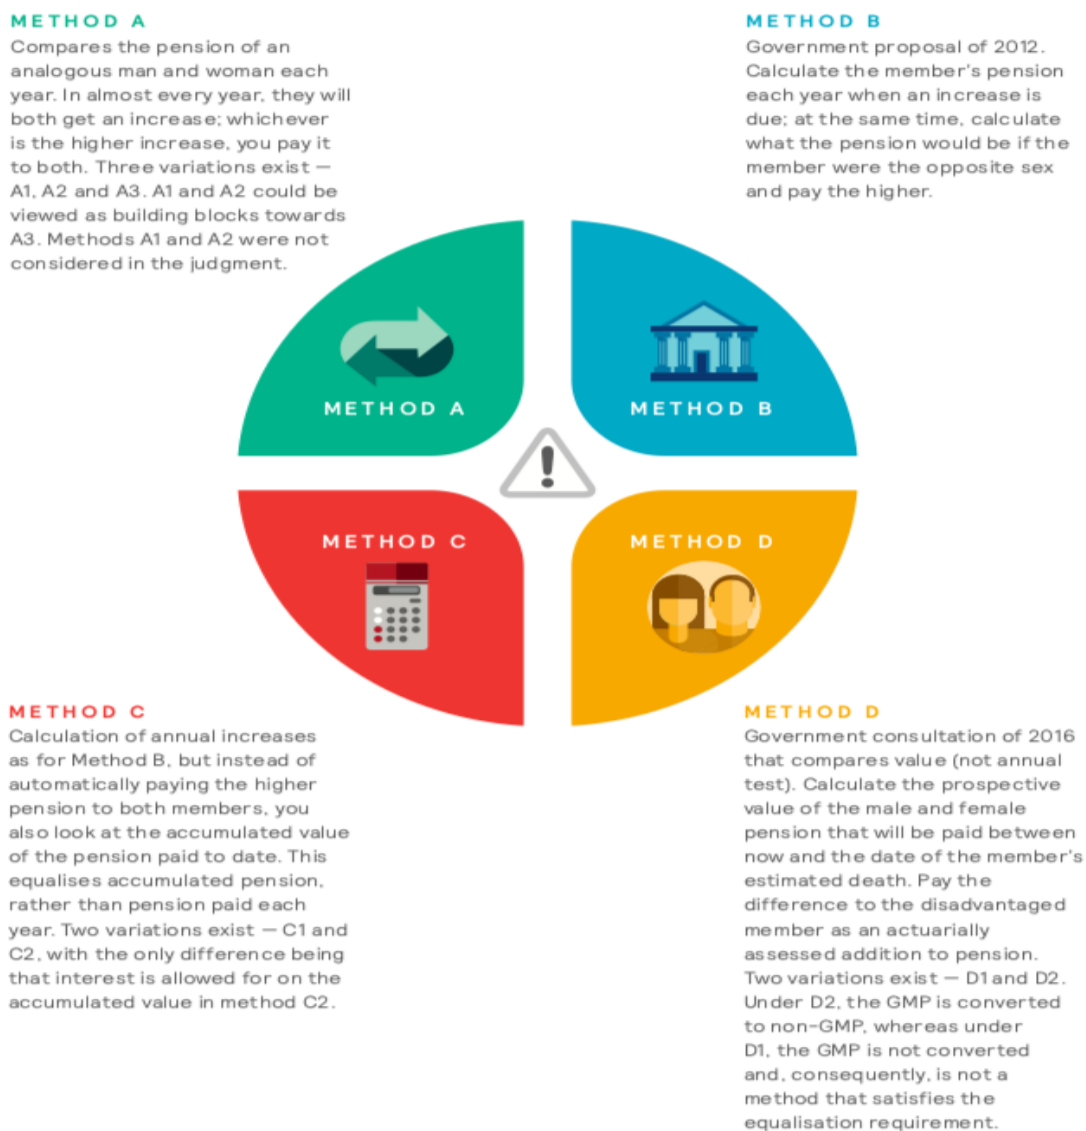 METHOD A
Compares the pension of an
analogous man and woman each
year. In almost every year, they will
both get an increase; whichever
is the higher increase, you pay it
to both. Three variations exist —
A1, A2 and A3. A1 and A2 could be
viewed as building blocks towards
A3. Methods A1 and A2 were not
considered in the judgment.
METHOD B
Government proposal of 2012.
Calculate the member's pension
each year when an increase is
due; at the same time, calculate
what the pension would be if the
member were the opposite sex
and pay the higher.
METHOD A
METHOD B
METHOD C
METHOD D
METHOD C
Calculation of annual increases
as for Method B, but instead of
automatically paying the higher
pension to both members, you
also look at the accumulated value
of the pension paid to date. This
equalises accumulated pension,
rather than pension paid each
year. Two variations exist — C1 and
C2, with the only difference being
that interest is allowed for on the
accumulated value in method C2.
METHOD D
Government consultation of 2016
that compares value (not annual
test). Calculate the prospective
value of the male and female
pension that will be paid between
now and the date of the member's
estimated death. Pay the
difference to the disadvantaged
member as an actuarially
assessed addition to pension.
Two variations exist — D1 and D2.
Under D2, the GMP is converted
to non-GMP, whereas under
D1, the GMP is not converted
and, consequently, is not a
method that satisfies the
equalisation requirement.